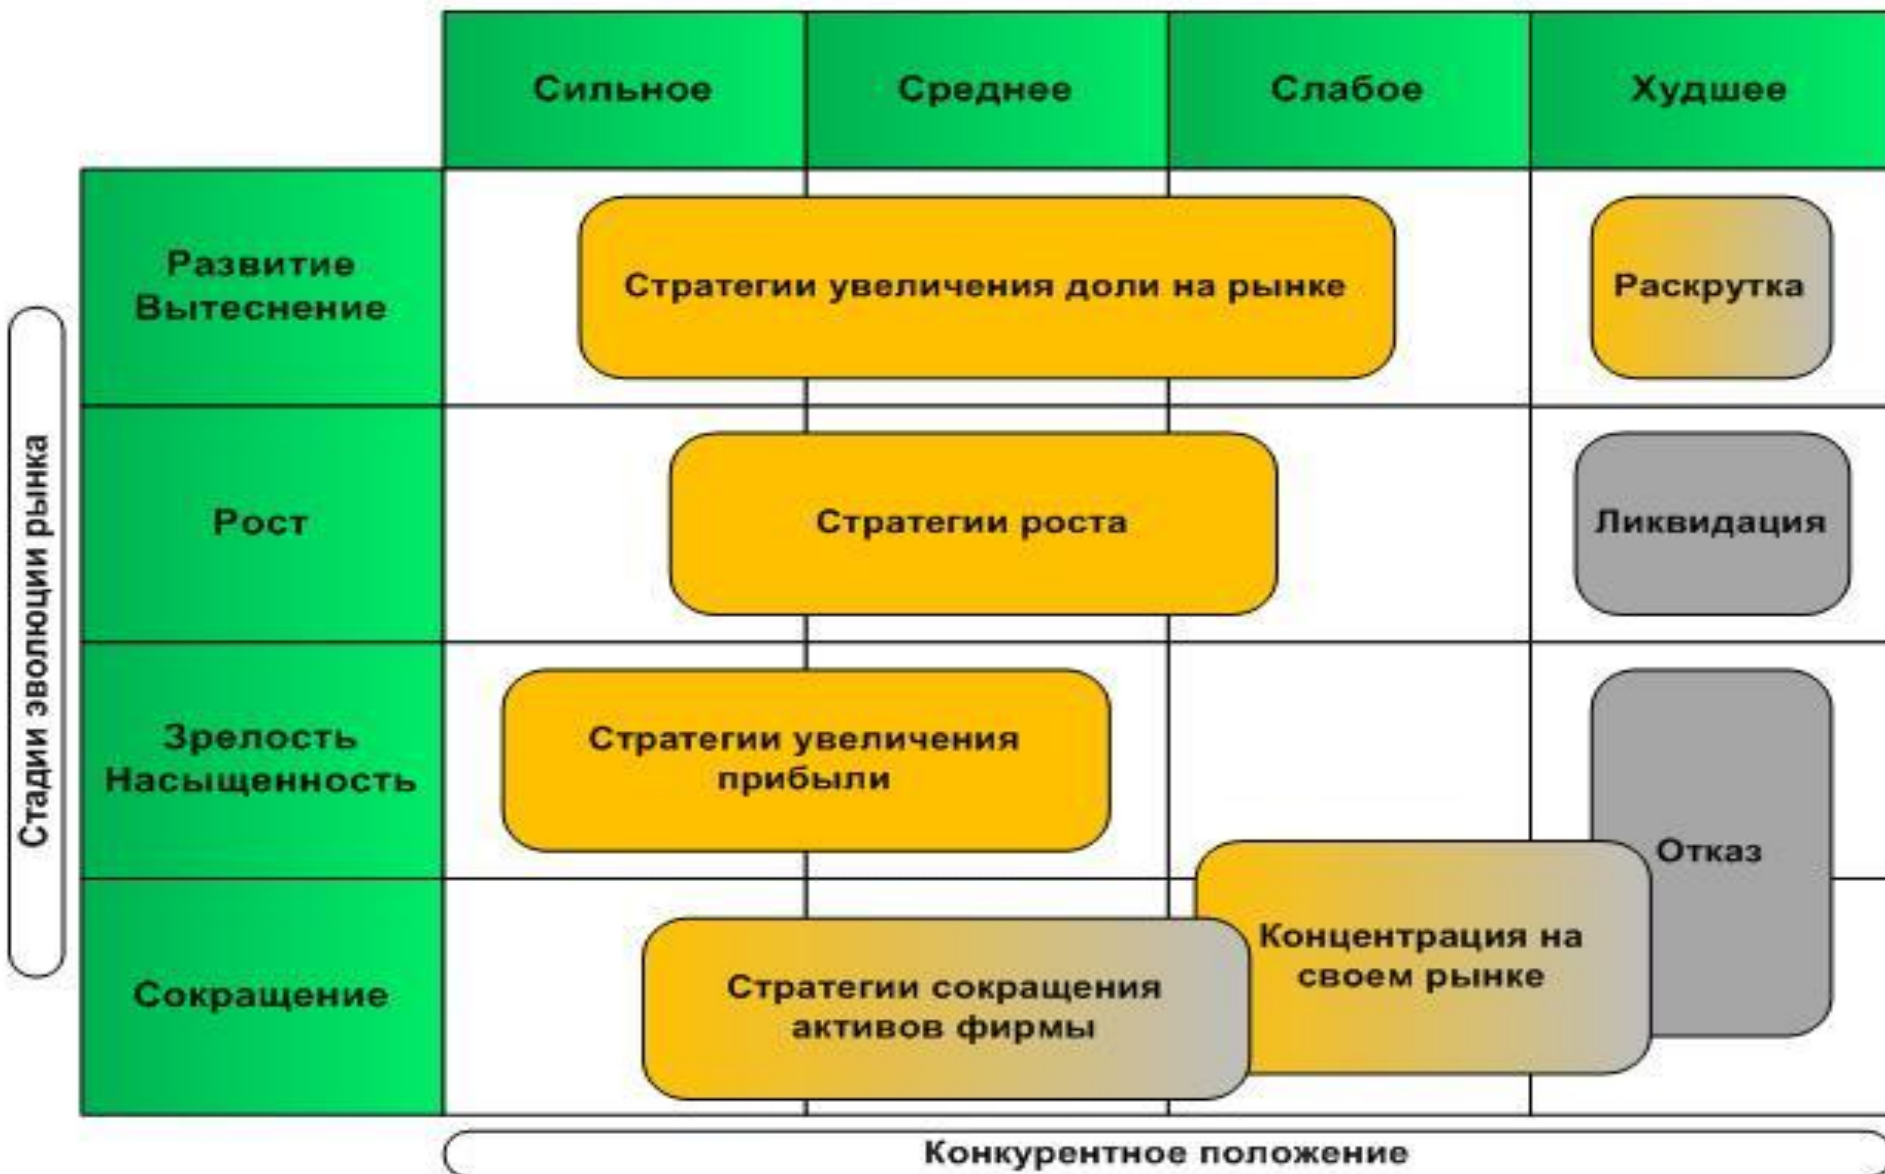 Сильное
Среднее
Слабое
Худшее
Развитие
Вытеснение
Стратегии увеличения доли на рынке
Раскрутка
Рост
Стратегии роста
Ликвидация
Зрелость
Насыщенность
Стратегии увеличения
прибыли
Отказ
Сокращение
Стратегии сокращения
активов фирмы
Концентрация на
своем рынке
Стадии эволюции рынка
Конкурентное положение